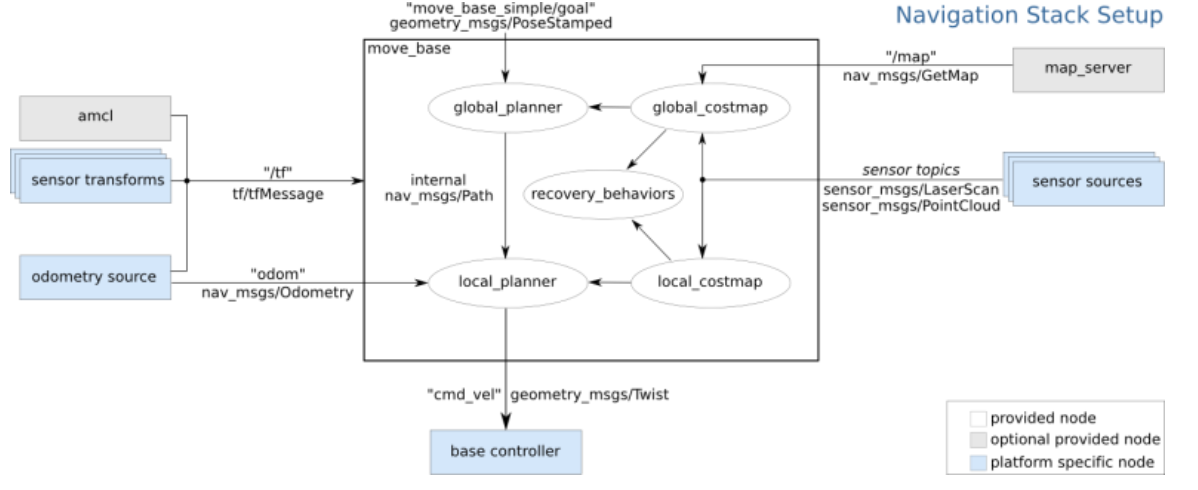 "move_base_simple/goal"
geometry_msgs/PoseStamped
Navigation Stack Setup
move_base
"/map"
nav_msgs/GetMap
map_server
global_planner
global_costmap
amcl
sensor transforms
"/tf"
tf/tfMessage
internal
nav_msgs/Path
recovery_behaviors
sensor topics
sensor_msgs/LaserScan
sensor_msgs/PointCloud
sensor sources
odometry source
"odom"
nav_msgs/Odometry
local_planner
local_costmap
"cmd_vel" geometry_msgs/Twist
base controller
provided node
optional provided node
platform specific node